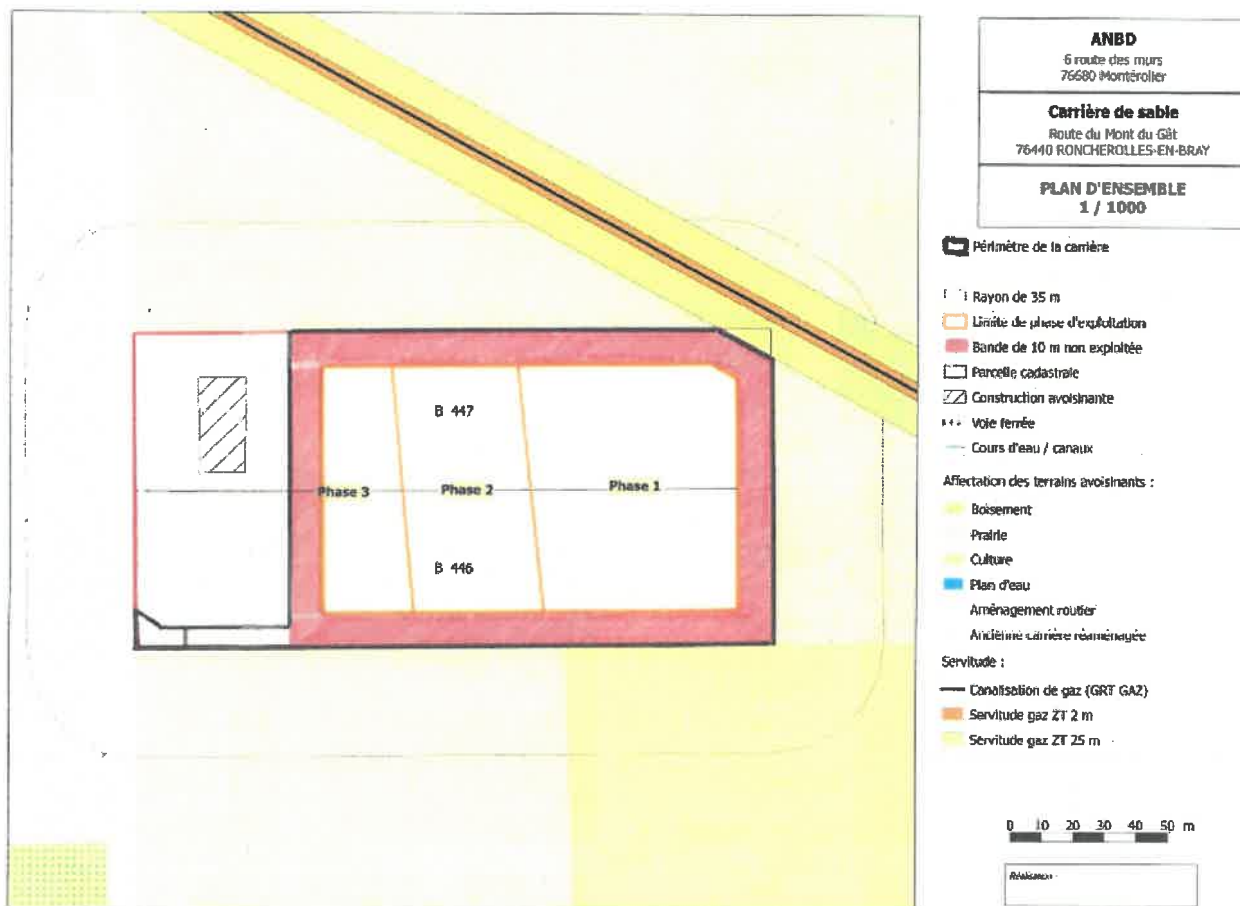 ANBD
6 route des murs
76680 Montérolier
Carrière de sable
Route du Mont du Gât
76440 RONCHEROLLES-EN-BRAY
PLAN D'ENSEMBLE
1 / 1000
Périmètre de la carrière
Rayon de 35 m
Limite de phase d'exploitation
Bande de 10 m non exploitée
Parcelle cadastrale
Construction avoisinante
Voie ferrée
Cours d'eau / canaux
Affectation des terrains avoisinants :
Boisement
Prairie
Culture
Plan d'eau
Aménagement routier
Ancienne carrière réaménagée
Servitude :
Canalisation de gaz (GRT GAZ)
Servitude gaz ZT 2 m
Servitude gaz ZT 25 m
0 10 20 30 40 50 m
Réalisation :
B 447
Phase 3 Phase 2 Phase 1
B 446